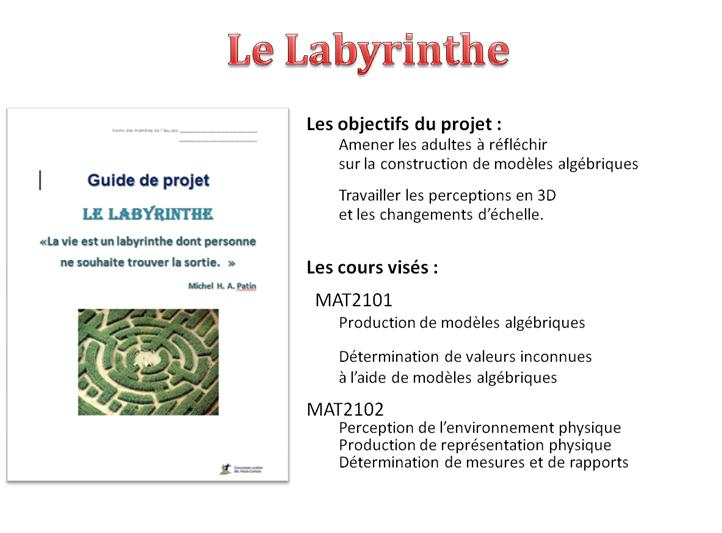 Le Labyrinthe
Guide de projet
LE LABYRINTHE
«La vie est un labyrinthe dont personne
ne souhaite trouver la sortie. »
Michel H. A. Patin
Les objectifs du projet :
Amener les adultes à réfléchir
sur la construction de modèles algébriques
Travailler les perceptions en 3D
et les changements d’échelle.
Les cours visés :
MAT2101
Production de modèles algébriques
Détermination de valeurs inconnues
à l’aide de modèles algébriques
MAT2102
Perception de l’environnement physique
Production de représentation physique
Détermination de mesures et de rapports